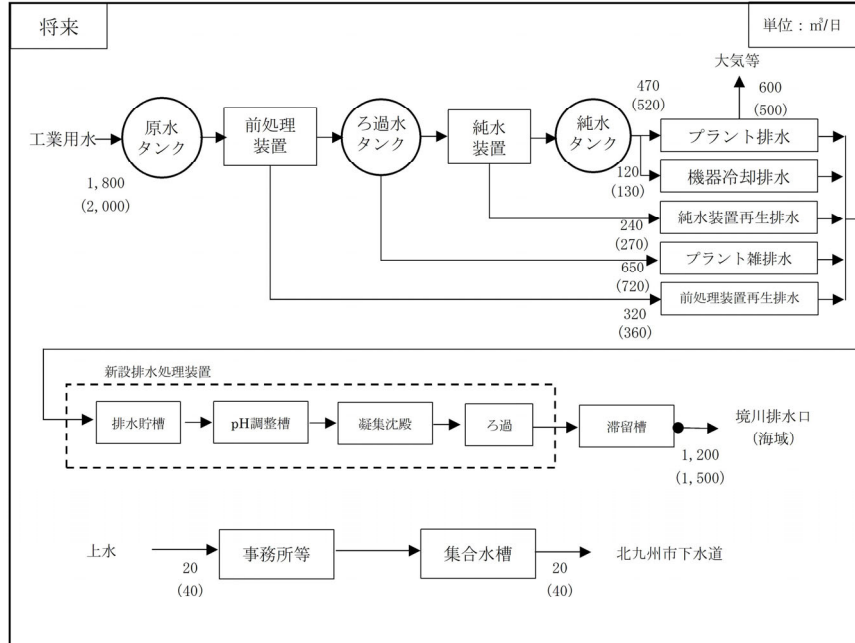 将来
単位：㎥/日
大気等
470
(520)
600
(500)
工業用水
原水
タンク
前処理
装置
ろ過水
タンク
純水
装置
純水
タンク
プラント排水
1,800
(2,000)
120
(130)
機器冷却排水
240
(270)
純水装置再生排水
650
(720)
プラント雑排水
320
(360)
前処理装置再生排水
新設排水処理装置
排水貯槽
pH調整槽
凝集沈殿
ろ過
滞留槽
境川排水口
(海域)
1,200
(1,500)
上水
20
(40)
事務所等
集合水槽
20
(40)
北九州市下水道